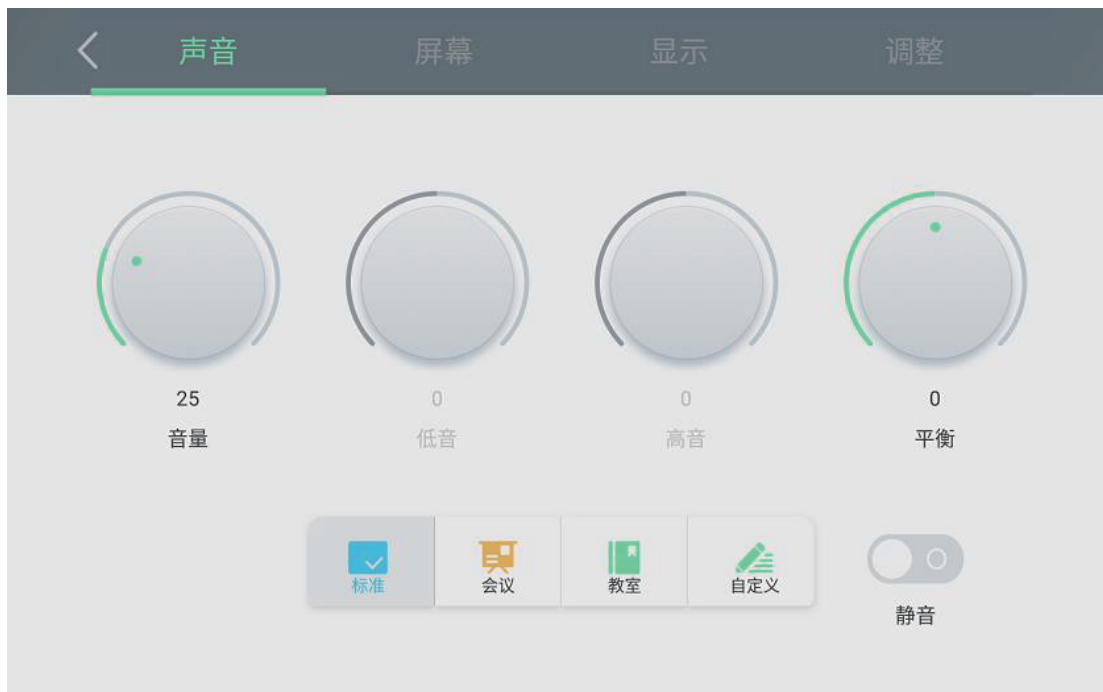 声音 屏幕 显示 调整
25 0 0 0
音量 低音 高音 平衡
标准 会议 教室 自定义
静音